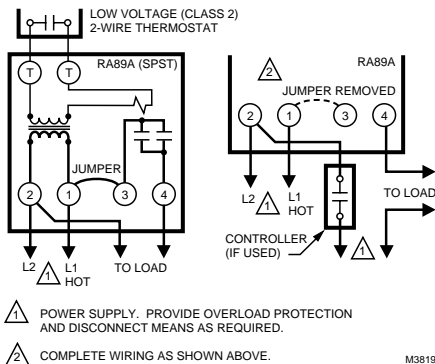 LOW VOLTAGE (CLASS 2)
2-WIRE THERMOSTAT
T T
RA89A (SPST)
JUMPER
2 1 3 4
L2 1 L1
HOT
TO LOAD
RA89A
2
JUMPER REMOVED
2 1 3 4
L2 1 L1
HOT
TO LOAD
CONTROLLER
(IF USED)
1
1 POWER SUPPLY. PROVIDE OVERLOAD PROTECTION
AND DISCONNECT MEANS AS REQUIRED.
2 COMPLETE WIRING AS SHOWN ABOVE.
M3819